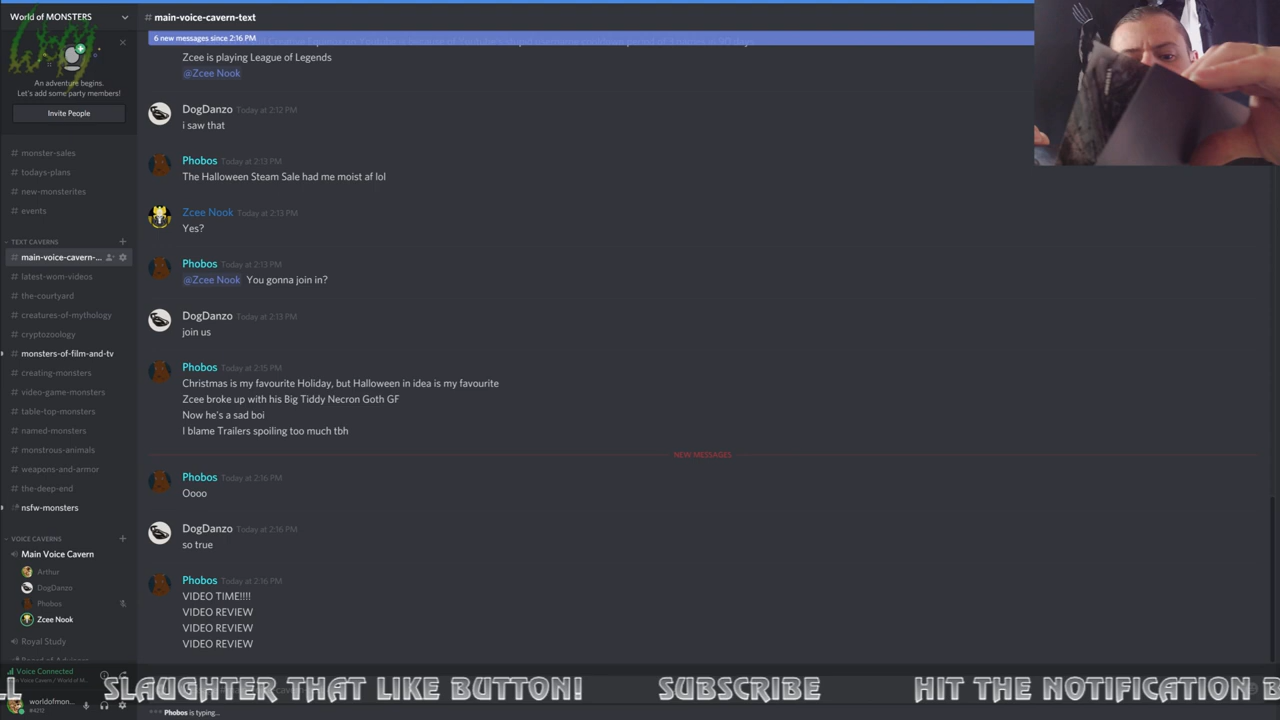 World of MONSTERS
An adventure begins.
Let's add some party members!
Invite People
# monster-sales
# todays-plans
# new-monsterites
# events
TEXT CAVERNS
# main-voice-cavern-...
# latest-wom-videos
# the-courtyard
# creatures-of-mythology
# cryptozoology
# monsters-of-film-and-tv
# creating-monsters
# video-game-monsters
# table-top-monsters
# named-monsters
# monstrous-animals
# weapons-and-armor
# the-deep-end
nsfw-monsters
VOICE CAVERNS
Main Voice Cavern
Arthur
DogDanzo
Phobos
Zcee Nook
Royal Study
Voice Connected
worldofmon...
#4212
# main-voice-cavern-text
6 new messages since 2:16 PM
Zcee is playing League of Legends
@Zcee Nook
DogDanzo Today at 2:12 PM
i saw that
Phobos Today at 2:13 PM
The Halloween Steam Sale had me moist af lol
Zcee Nook Today at 2:13 PM
Yes?
Phobos Today at 2:13 PM
@Zcee Nook You gonna join in?
DogDanzo Today at 2:13 PM
join us
Phobos Today at 2:15 PM
Christmas is my favourite Holiday, but Halloween in idea is my favourite
Zcee broke up with his Big Tiddy Necron Goth GF
Now he's a sad boi
I blame Trailers spoiling too much tbh
NEW MESSAGES
Phobos Today at 2:16 PM
Oooo
DogDanzo Today at 2:16 PM
so true
Phobos Today at 2:16 PM
VIDEO TIME!!!!
VIDEO REVIEW
VIDEO REVIEW
VIDEO REVIEW
SLAUGHTER THAT LIKE BUTTON! SUBSCRIBE HIT THE NOTIFICATION B
Phobos is typing...